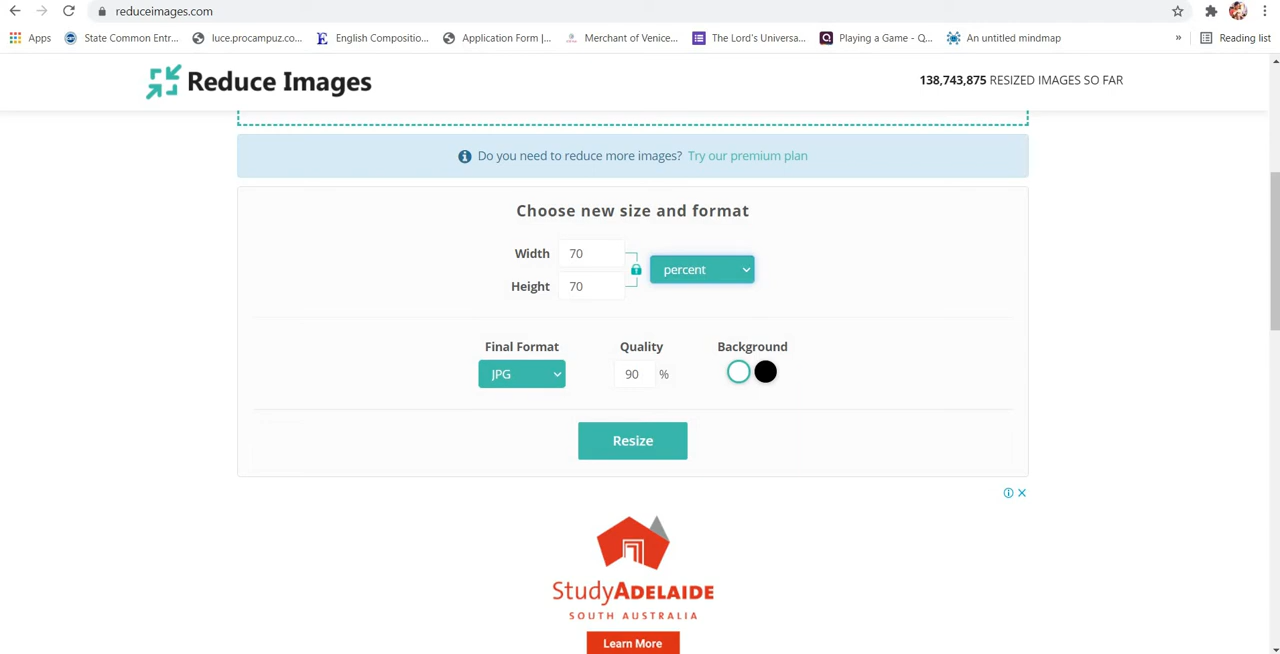 reduceimages.com
Apps State Common Entr... luce.procampuz.co... English Compositio... Application Form |... Merchant of Venice... The Lord's Universa... Playing a Game - Q... An untitled mindmap » Reading list
Reduce Images
138,743,875 RESIZED IMAGES SO FAR
Do you need to reduce more images? Try our premium plan
Choose new size and format
Width 70
percent
Height 70
Final Format Quality Background
JPG 90 %
Resize
StudyADELAIDE
SOUTH AUSTRALIA
Learn More